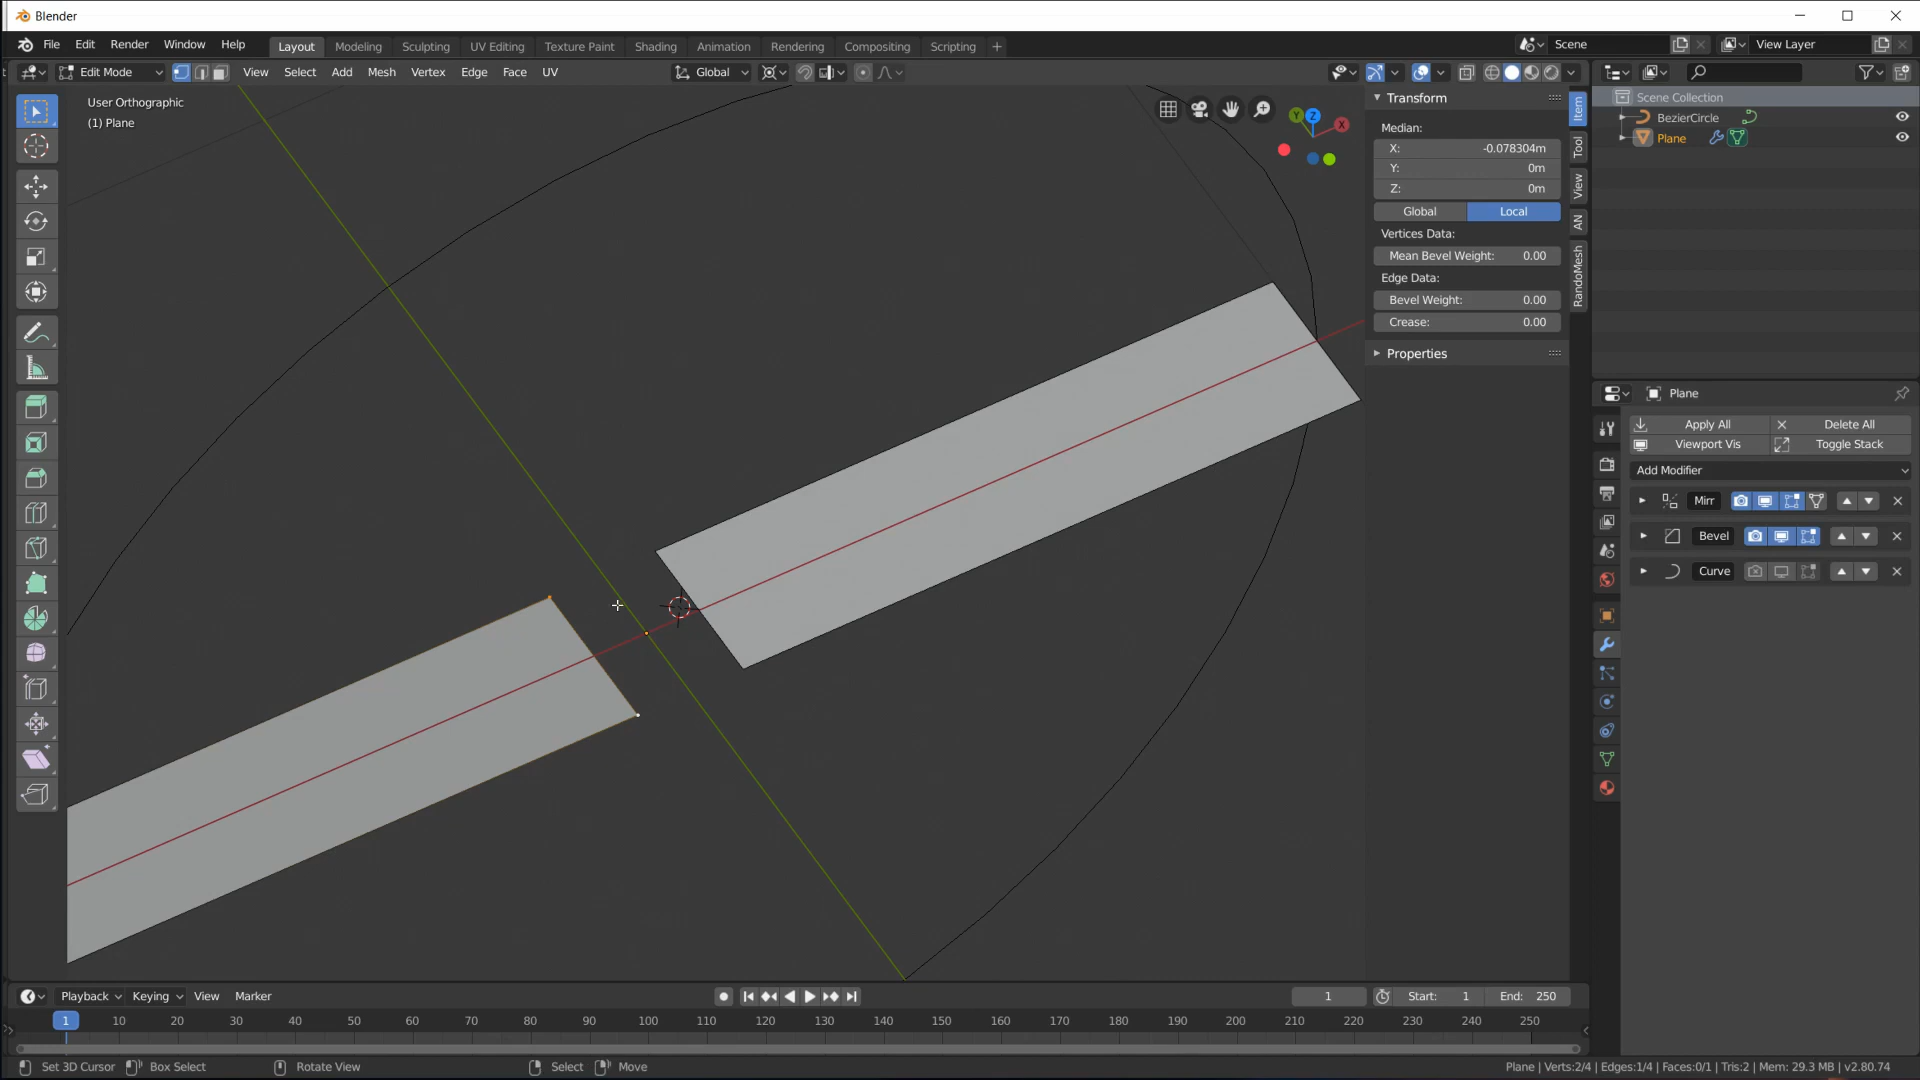 Blender
File Edit Render Window Help Layout Modeling Sculpting UV Editing Texture Paint Shading Animation Rendering Compositing Scripting + Scene View Layer
Edit Mode View Select Add Mesh Vertex Edge Face UV Global
User Orthographic
(1) Plane
Y Z X
Transform
Median:
X: -0.078304m
Y: 0m
Z: 0m
Global Local
Vertices Data:
Mean Bevel Weight: 0.00
Edge Data:
Bevel Weight: 0.00
Crease: 0.00
Properties
Item
Tool
View
AN
RandoMesh
Scene Collection
BezierCircle
Plane
Plane
Apply All Delete All
Viewport Vis Toggle Stack
Add Modifier
Mirr
Bevel
Curve
Playback Keying View Marker 1 Start: 1 End: 250
1 10 20 30 40 50 60 70 80 90 100 110 120 130 140 150 160 170 180 190 200 210 220 230 240 250
Set 3D Cursor Box Select Rotate View Select Move Plane | Verts:2/4 | Edges:1/4 | Faces:0/1 | Tris:2 | Mem: 29.3 MB | v2.80.74